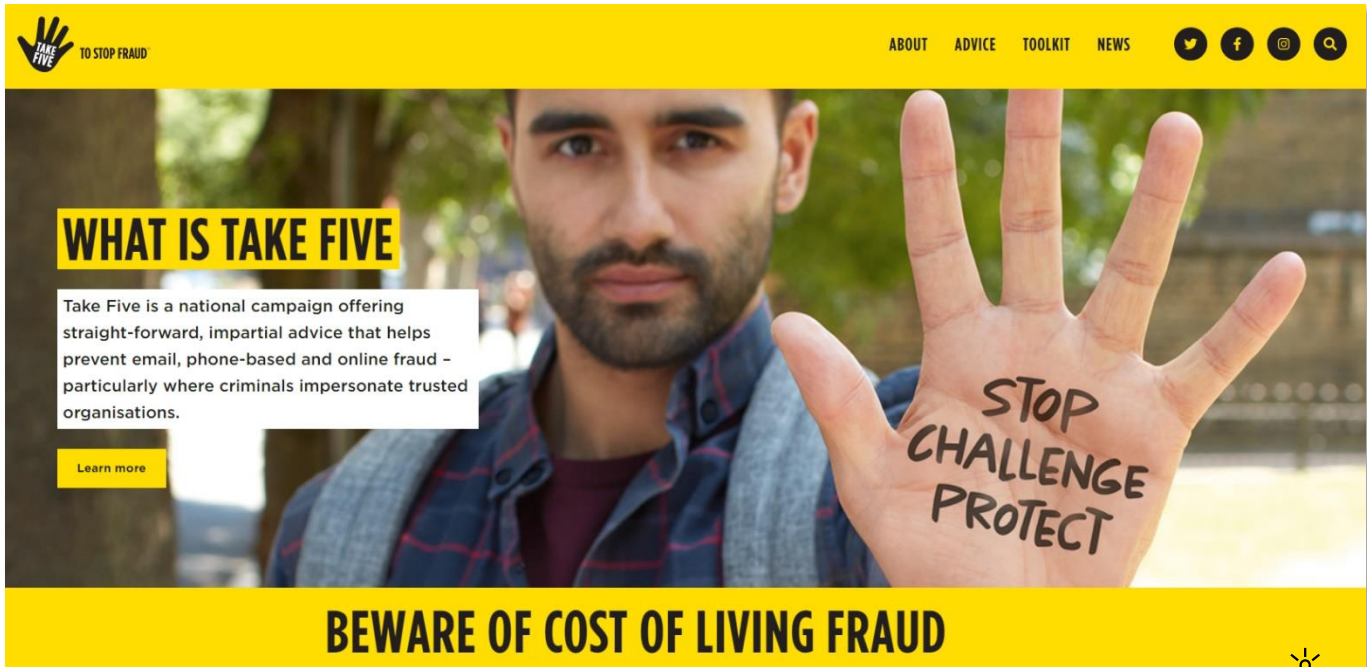 TAKE
FIVE
TO STOP FRAUD™
ABOUT ADVICE TOOLKIT NEWS
WHAT IS TAKE FIVE
Take Five is a national campaign offering
straight-forward, impartial advice that helps
prevent email, phone-based and online fraud –
particularly where criminals impersonate trusted
organisations.
Learn more
STOP
CHALLENGE
PROTECT
BEWARE OF COST OF LIVING FRAUD